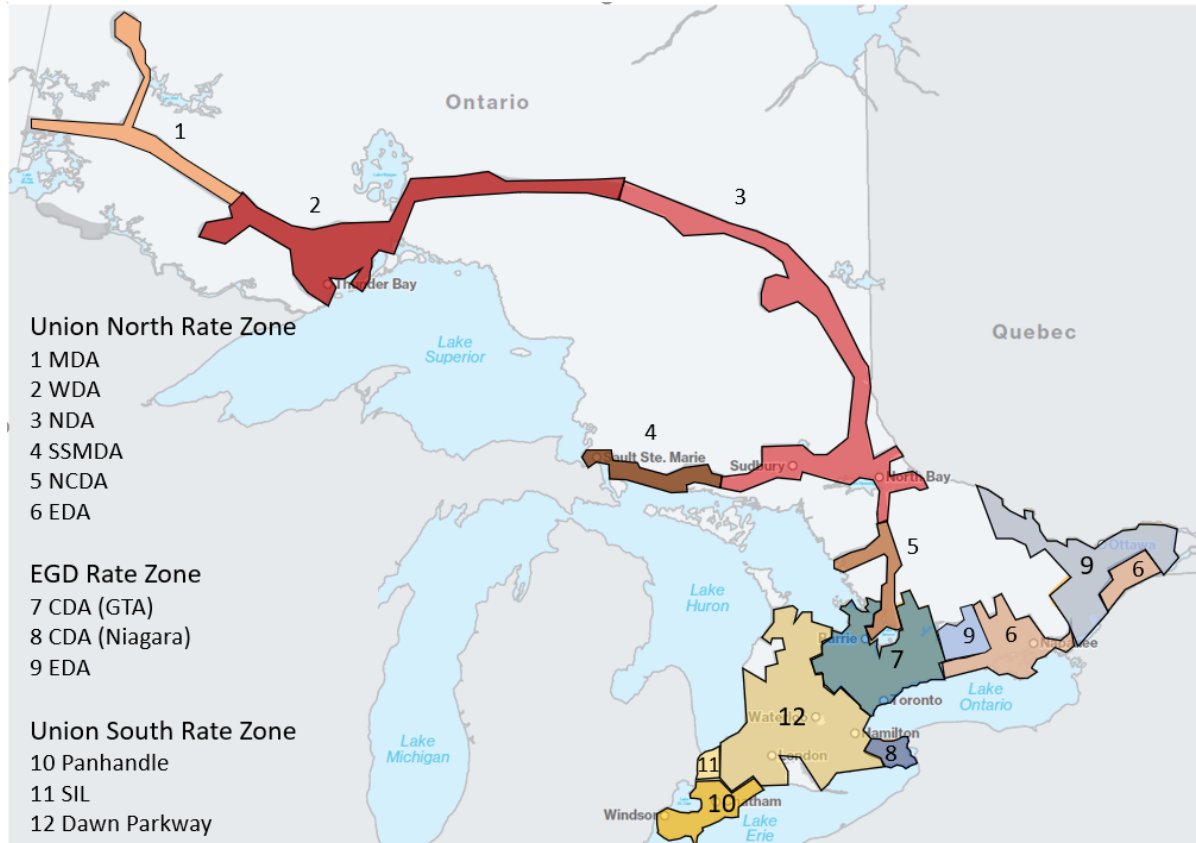 Ontario
1
2
3
Thunder Bay
Union North Rate Zone
1 MDA
2 WDA
3 NDA
4 SSMDA
5 NCDA
6 EDA
Quebec
Lake
Superior
4
Sault Ste. Marie
Sudbury
North Bay
5
Ottawa
9
6
EGD Rate Zone
7 CDA (GTA)
8 CDA (Niagara)
9 EDA
Lake
Huron
Barrie
7
9
6
Napanee
Toronto
Lake
Ontario
Union South Rate Zone
10 Panhandle
11 SIL
12 Dawn Parkway
Lake
Michigan
Waterloo
12
Hamilton
London
8
11
10
Chatham
Windsor
Lake
Erie